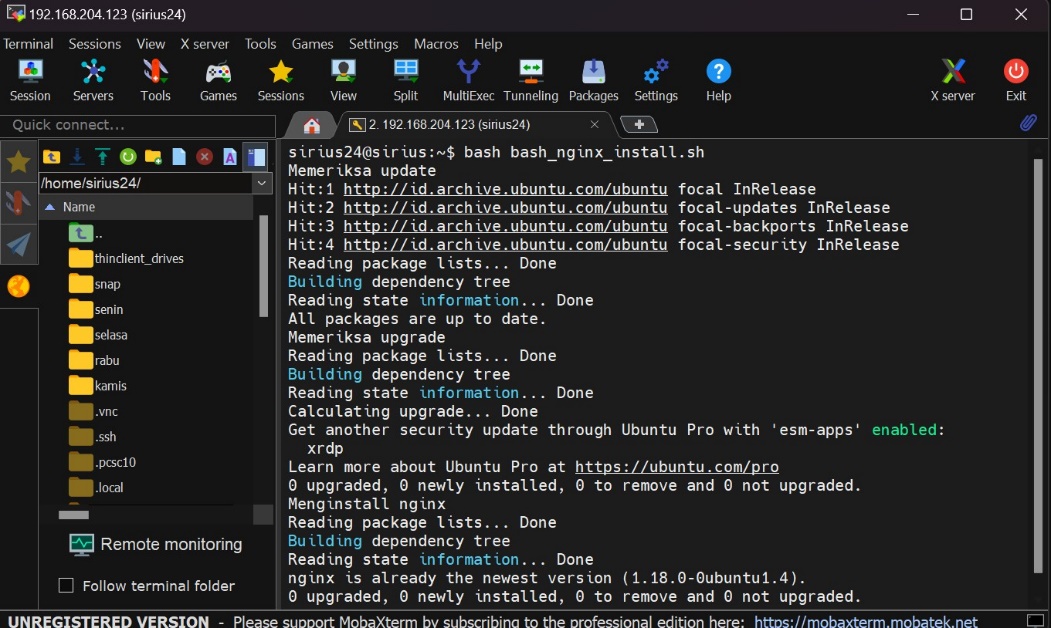 192.168.204.123 (sirius24)
Terminal Sessions View X server Tools Games Settings Macros Help
Session Servers Tools Games Sessions View Split MultiExec Tunneling Packages Settings Help X server Exit
Quick connect...
2. 192.168.204.123 (sirius24)
/home/sirius24/
Name
..
thinclient_drives
snap
senin
selasa
rabu
kamis
.vnc
.ssh
.pcsc10
.local
Remote monitoring
Follow terminal folder
sirius24@sirius:~$ bash bash_nginx_install.sh
Memeriksa update
Hit:1 http://id.archive.ubuntu.com/ubuntu focal InRelease
Hit:2 http://id.archive.ubuntu.com/ubuntu focal-updates InRelease
Hit:3 http://id.archive.ubuntu.com/ubuntu focal-backports InRelease
Hit:4 http://id.archive.ubuntu.com/ubuntu focal-security InRelease
Reading package lists... Done
Building dependency tree
Reading state information... Done
All packages are up to date.
Memeriksa upgrade
Reading package lists... Done
Building dependency tree
Reading state information... Done
Calculating upgrade... Done
Get another security update through Ubuntu Pro with 'esm-apps' enabled:
xrdp
Learn more about Ubuntu Pro at https://ubuntu.com/pro
0 upgraded, 0 newly installed, 0 to remove and 0 not upgraded.
Menginstall nginx
Reading package lists... Done
Building dependency tree
Reading state information... Done
nginx is already the newest version (1.18.0-0ubuntu1.4).
0 upgraded, 0 newly installed, 0 to remove and 0 not upgraded.
UNREGISTERED VERSION - Please support MobaXterm by subscribing to the professional edition here: https://mobaxterm.mobatek.net